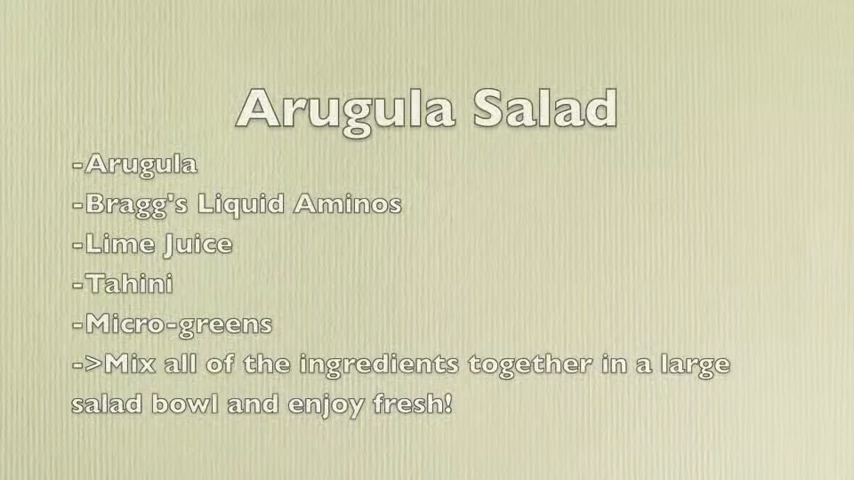 Arugula Salad
-Arugula
-Bragg's Liquid Aminos
-Lime Juice
-Tahini
-Micro-greens
->Mix all of the ingredients together in a large
salad bowl and enjoy fresh!